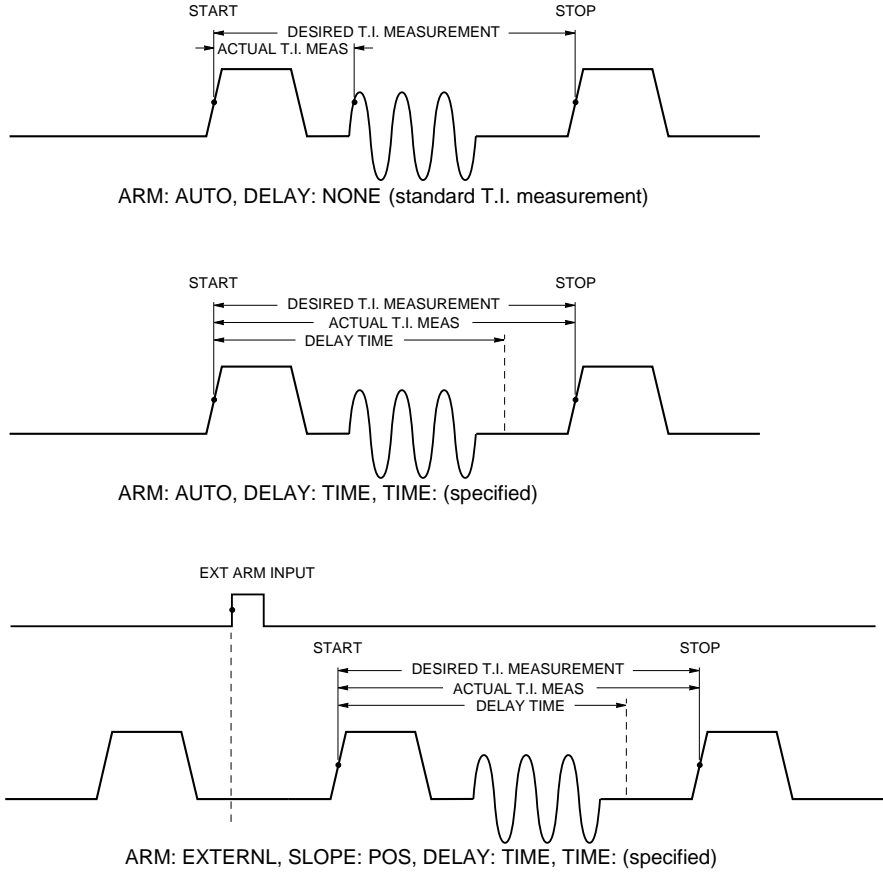 START STOP
DESIRED T.I. MEASUREMENT
ACTUAL T.I. MEAS
ARM: AUTO, DELAY: NONE (standard T.I. measurement)
START STOP
DESIRED T.I. MEASUREMENT
ACTUAL T.I. MEAS
DELAY TIME
ARM: AUTO, DELAY: TIME, TIME: (specified)
EXT ARM INPUT
START STOP
DESIRED T.I. MEASUREMENT
ACTUAL T.I. MEAS
DELAY TIME
ARM: EXTERNL, SLOPE: POS, DELAY: TIME, TIME: (specified)